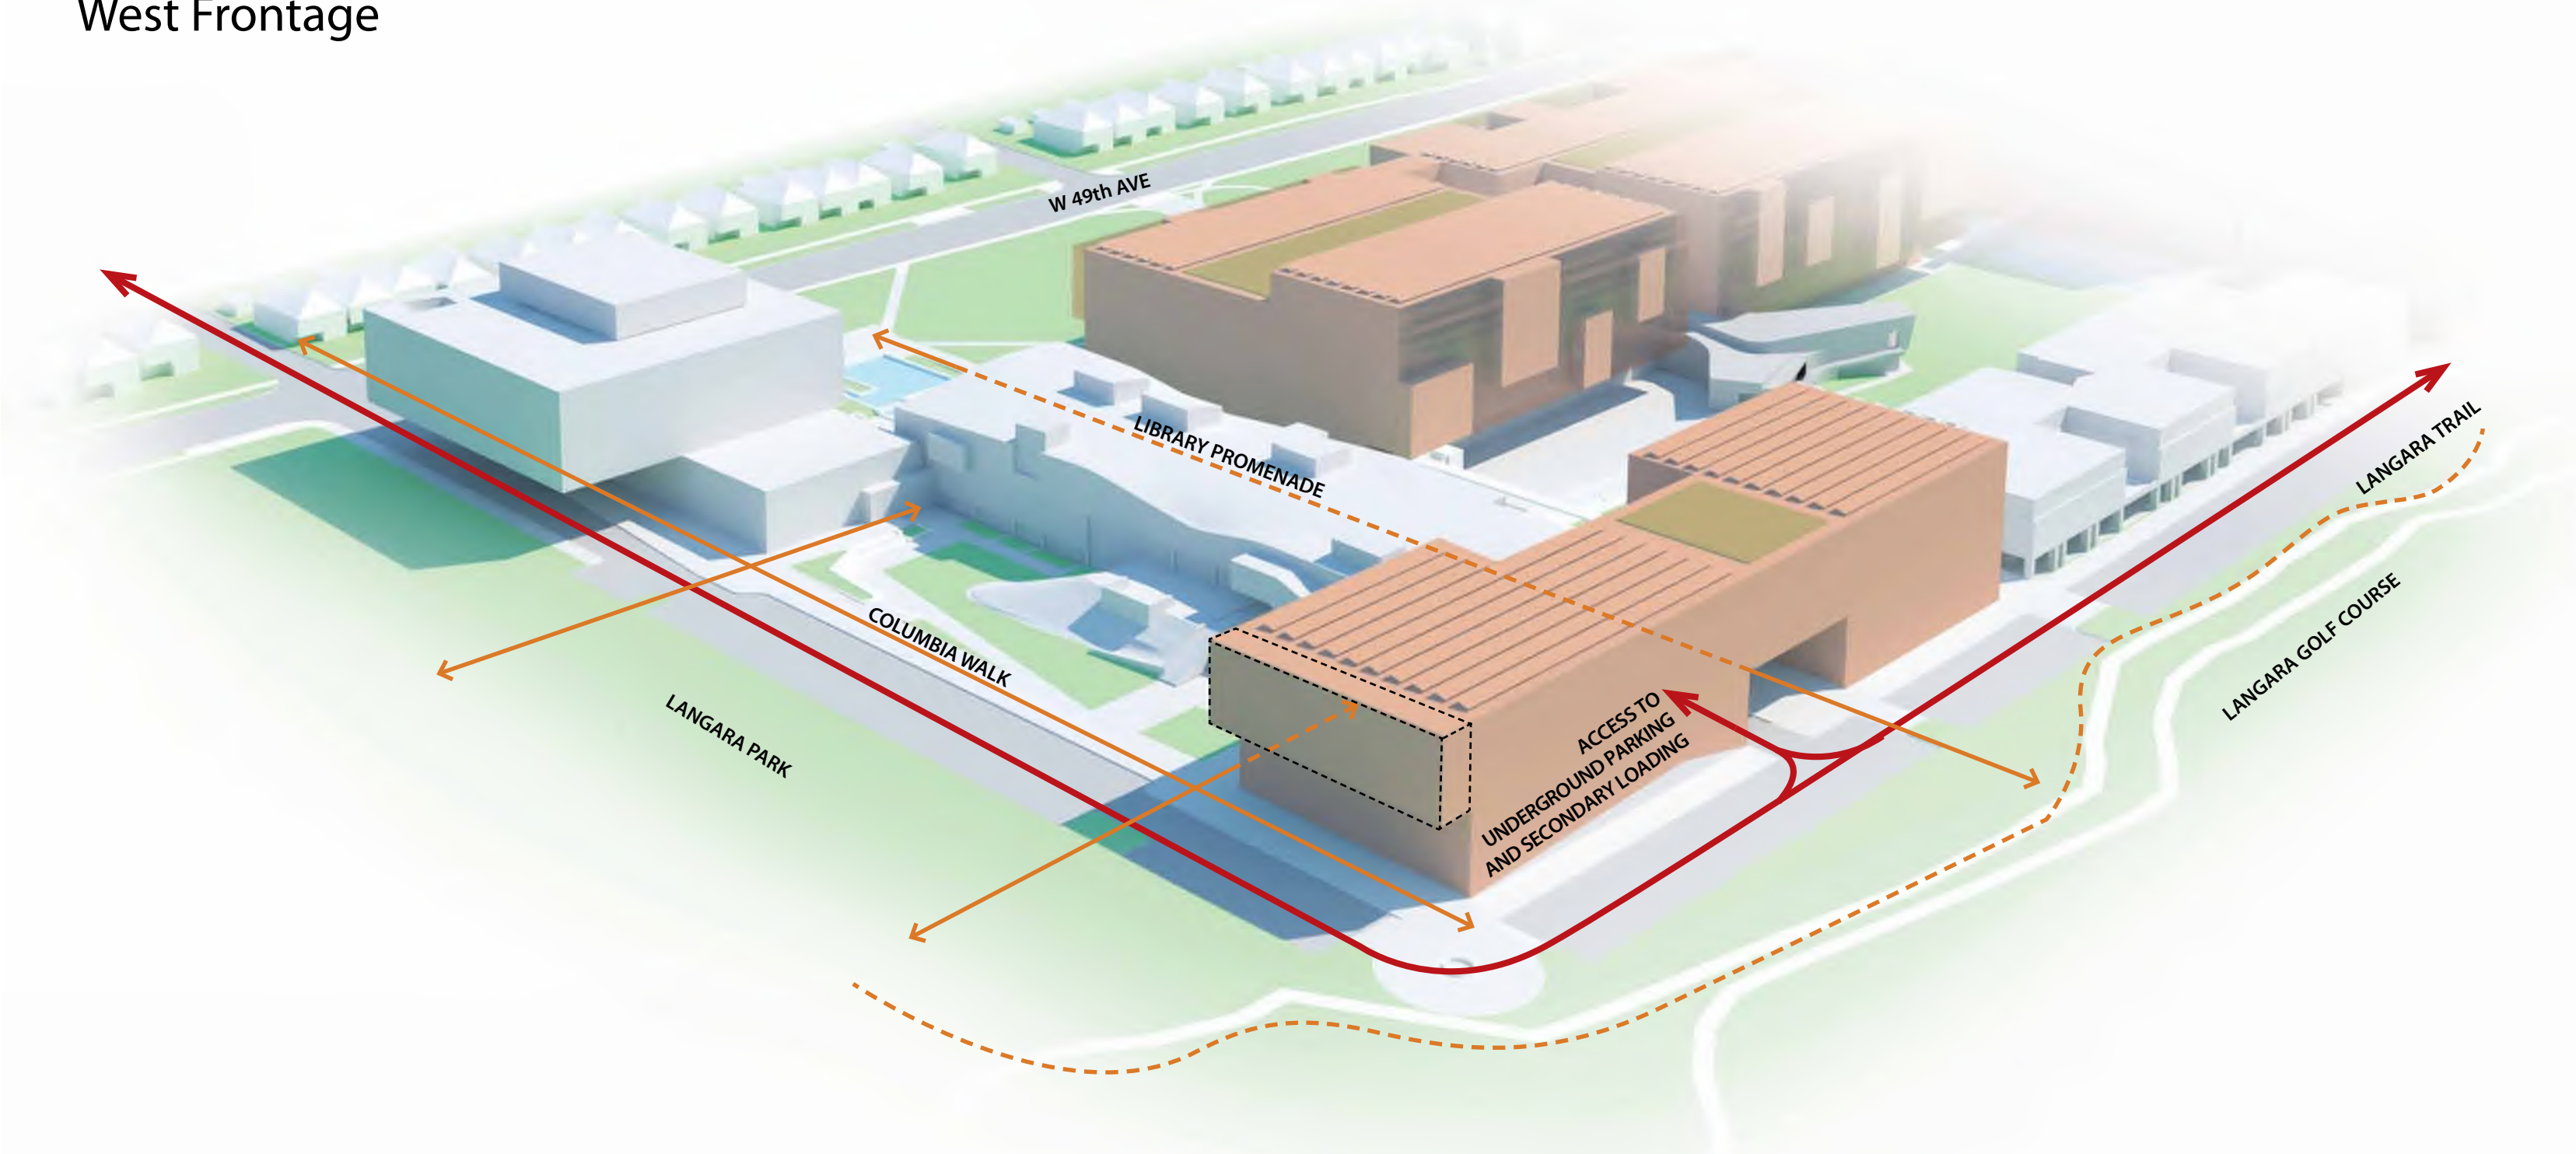 West Frontage
W 49th AVE
LIBRARY PROMENADE
LANGARA TRAIL
COLUMBIA WALK
LANGARA GOLF COURSE
LANGARA PARK
ACCESS TO
UNDERGROUND PARKING
AND SECONDARY LOADING